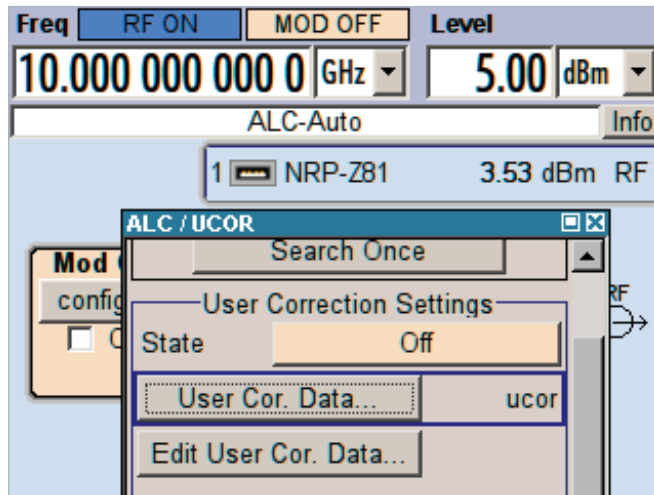 Freq RF ON MOD OFF Level
10.000 000 000 0 GHz 5.00 dBm
ALC-Auto Info
1 NRP-Z81 3.53 dBm RF
ALC / UCOR
Search Once
Mod
config
RF
User Correction Settings
State Off
User Cor. Data... ucor
Edit User Cor. Data...